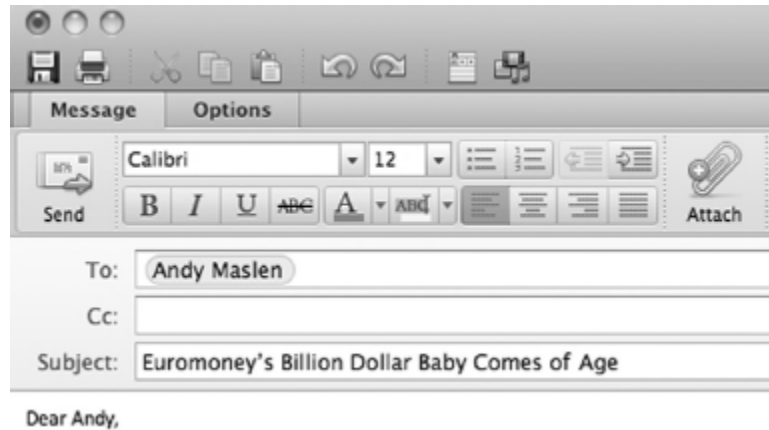 Message Options
Calibri 12
B I U ABC A ABC
Send Attach
To: Andy Maslen
Cc:
Subject: Euromoney's Billion Dollar Baby Comes of Age
Dear Andy,